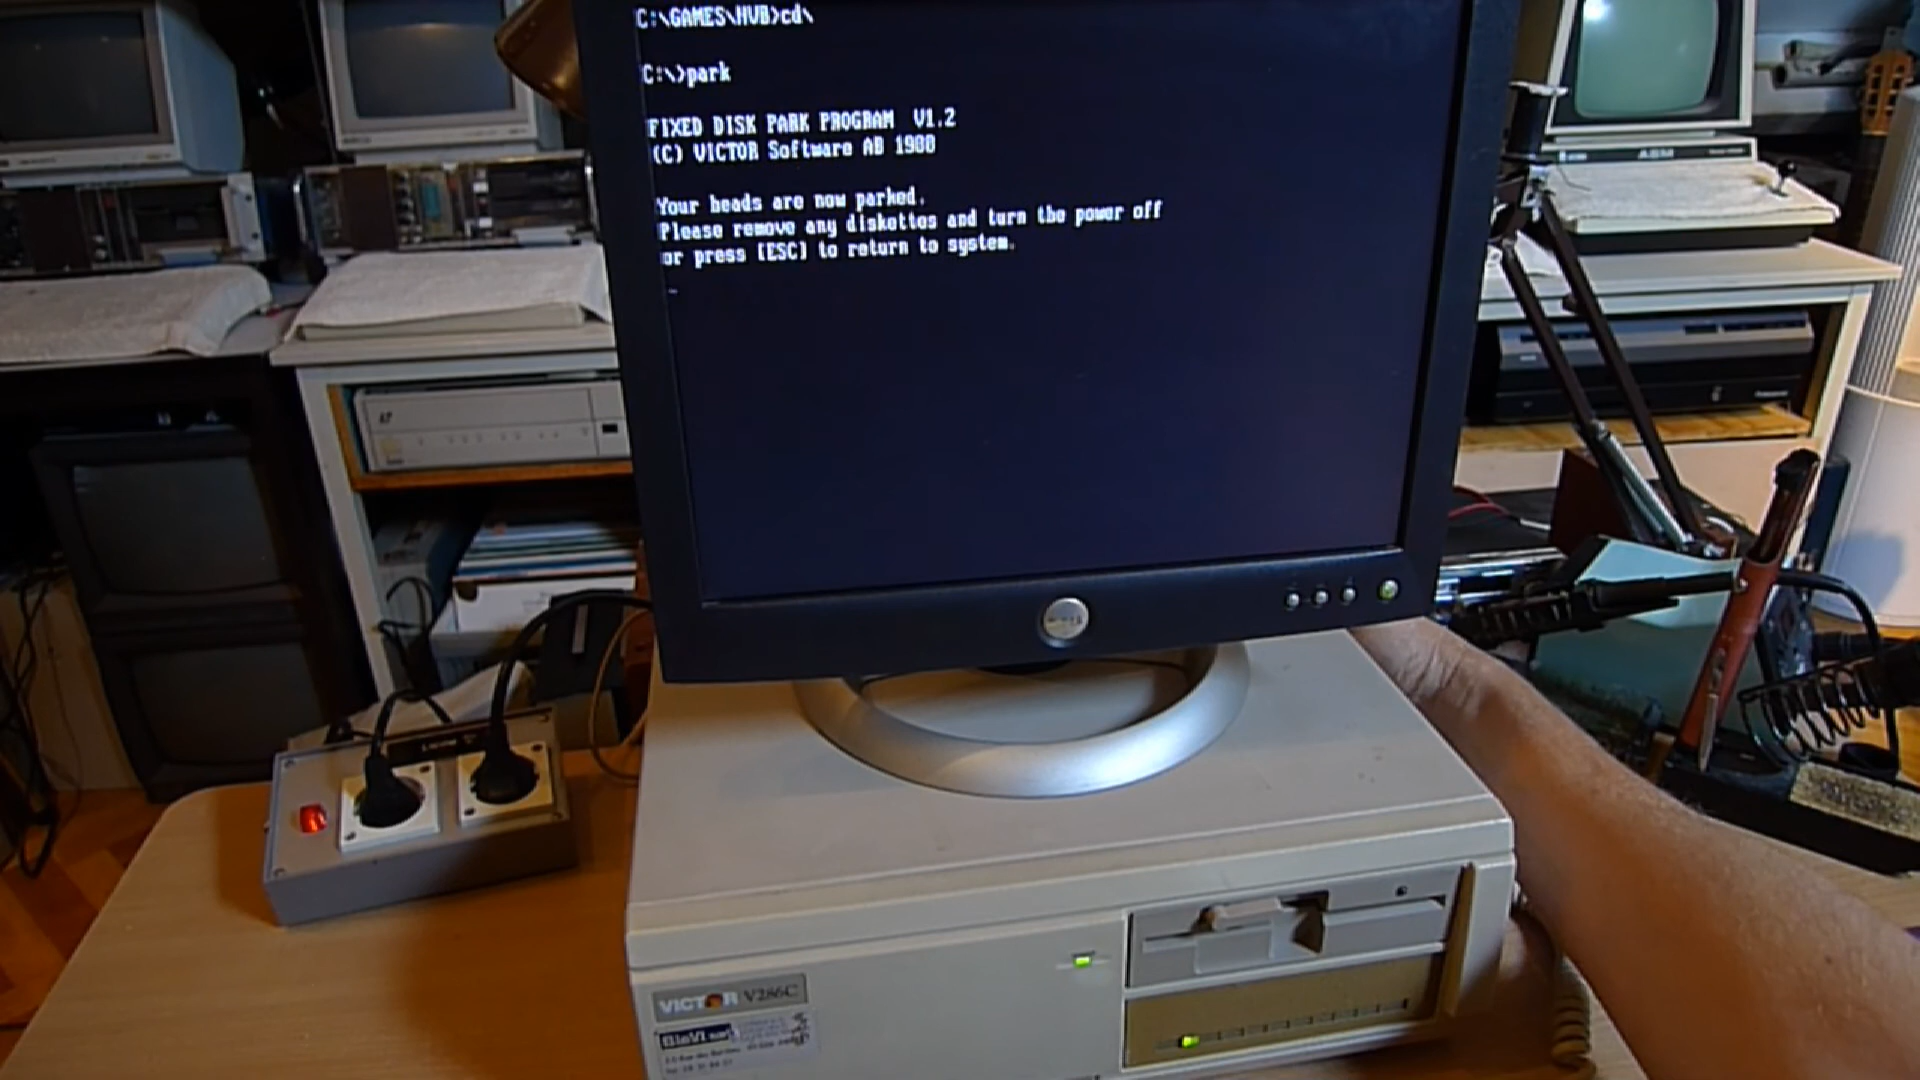 C:\GAMES\HVB>cd\
C:\>park
FIXED DISK PARK PROGRAM V1.2
(C) VICTOR Software AB 1988
Your heads are now parked.
Please remove any diskettes and turn the power off
or press [ESC] to return to system.
VICTOR V286C